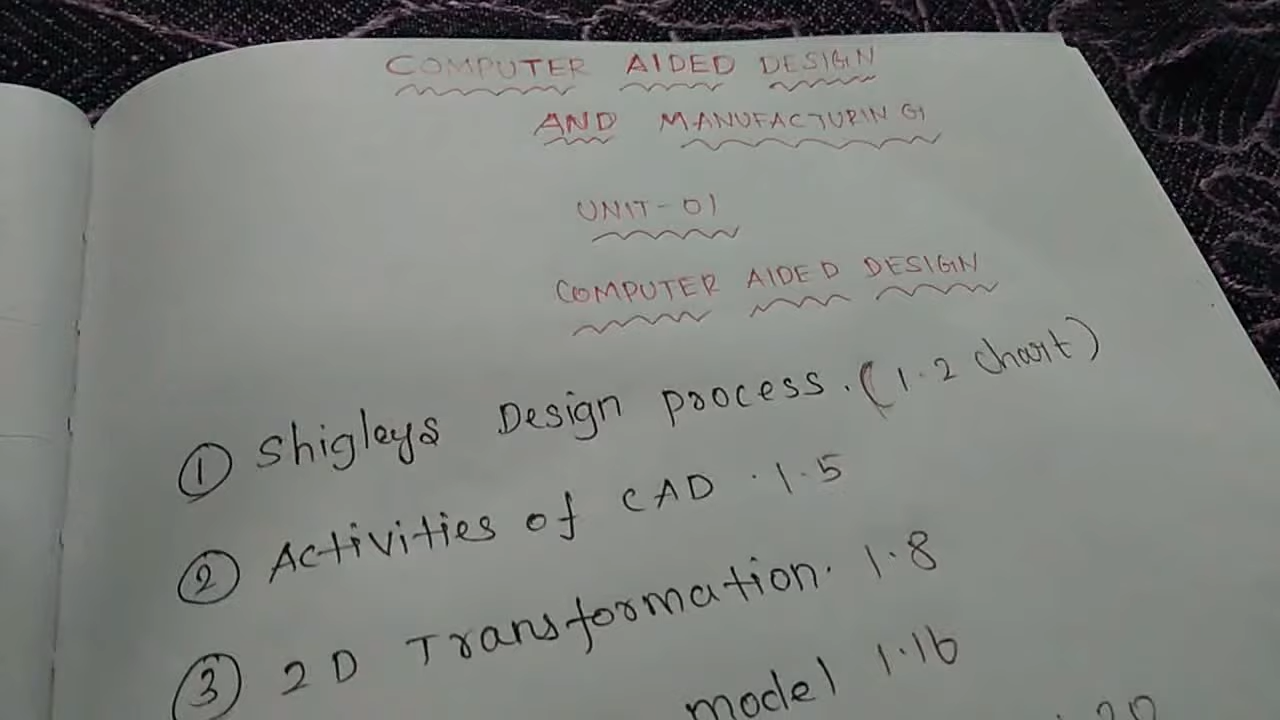 COMPUTER AIDED DESIGN
AND MANUFACTURING
UNIT-01
COMPUTER AIDED DESIGN
① Shigleys Design process. (1.2 chart)
② Activities of CAD . 1.5
③ 2D Transformation. 1.8
model 1.16
20